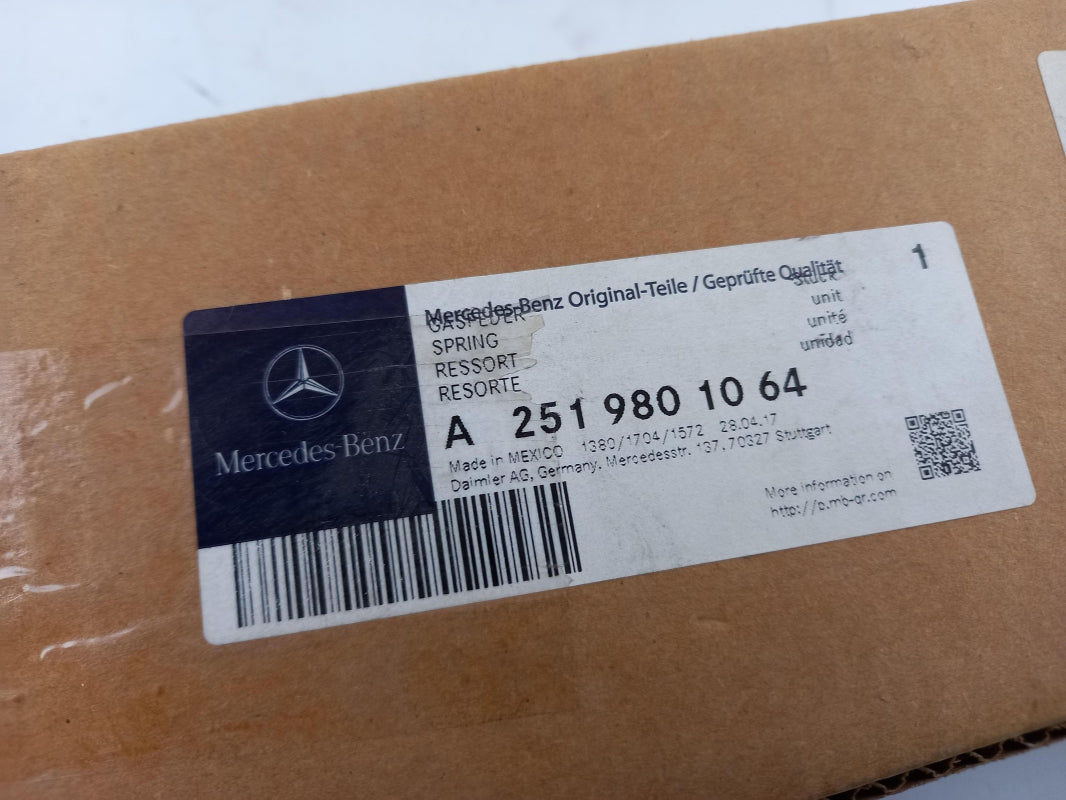 Mercedes-Benz
Mercedes-Benz Original-Teile / Geprüfte Qualität
1
GASFEDER
SPRING
RESSORT
RESORTE
Stück
unit
unité
unidad
A 251 980 10 64
Made in MEXICO 1380/1704/1572 28.04.17
Daimler AG, Germany, Mercedesstr. 137, 70327 Stuttgart
More information on
http://p.mb-qr.com